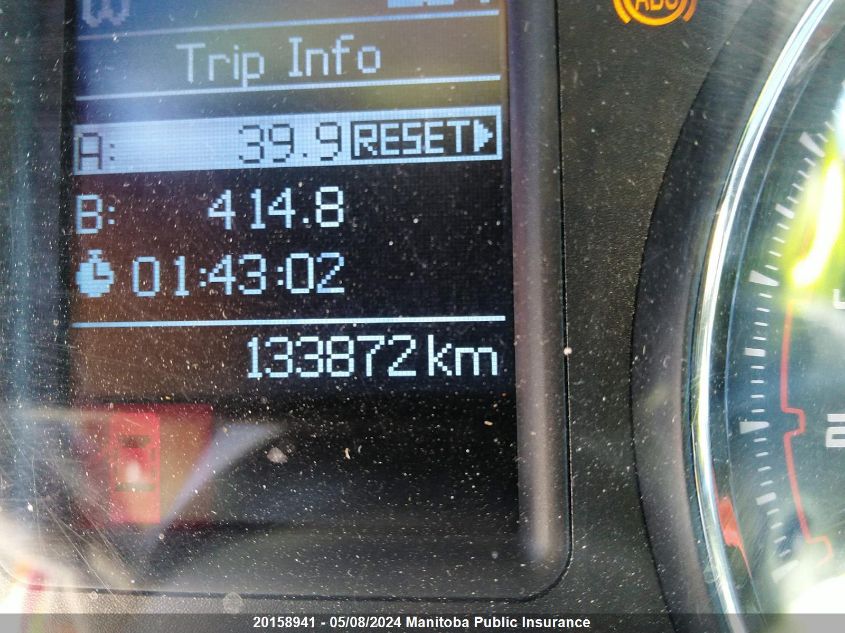 W
ABS
Trip Info
A: 39.9 RESET
B: 414.8
01:43:02
133872 km
20158941 - 05/08/2024 Manitoba Public Insurance